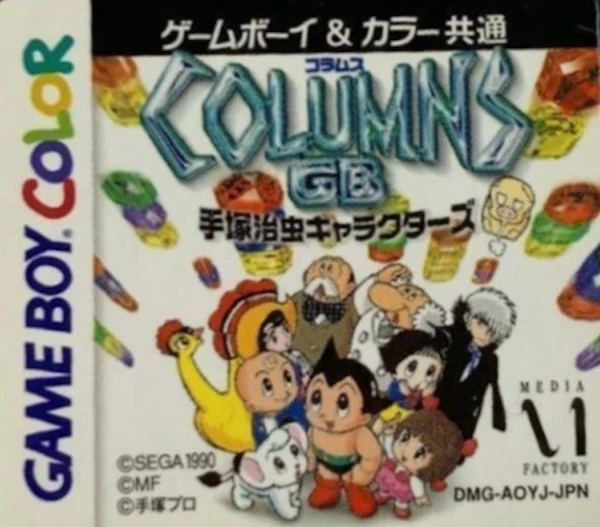 ゲームボーイ & カラー共通
コラムス
COLUMNS
GB
手塚治虫キャラクターズ
GAME BOY COLOR
MEDIA
FACTORY
©SEGA 1990
©MF
©手塚プロ
DMG-AOYJ-JPN